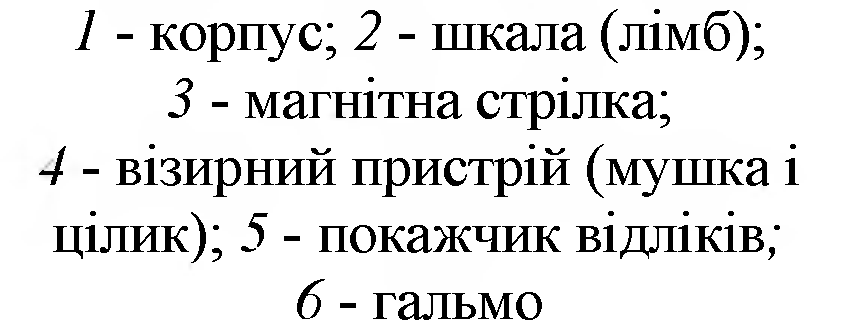 1 - корпус; 2 - шкала (лімб);
3 - магнітна стрілка;
4 - візирний пристрій (мушка і
цілик); 5 - покажчик відліків;
6 - гальмо